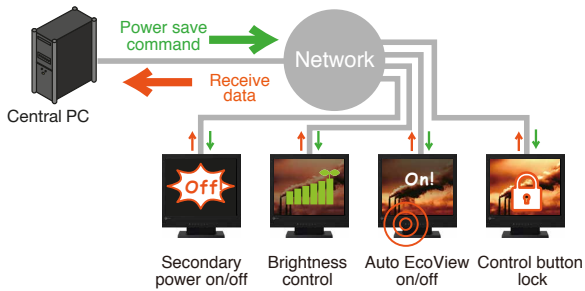 Power save
command
Network
Receive
data
Central PC
Off
On!
Secondary
power on/off
Brightness
control
Auto EcoView
on/off
Control button
lock